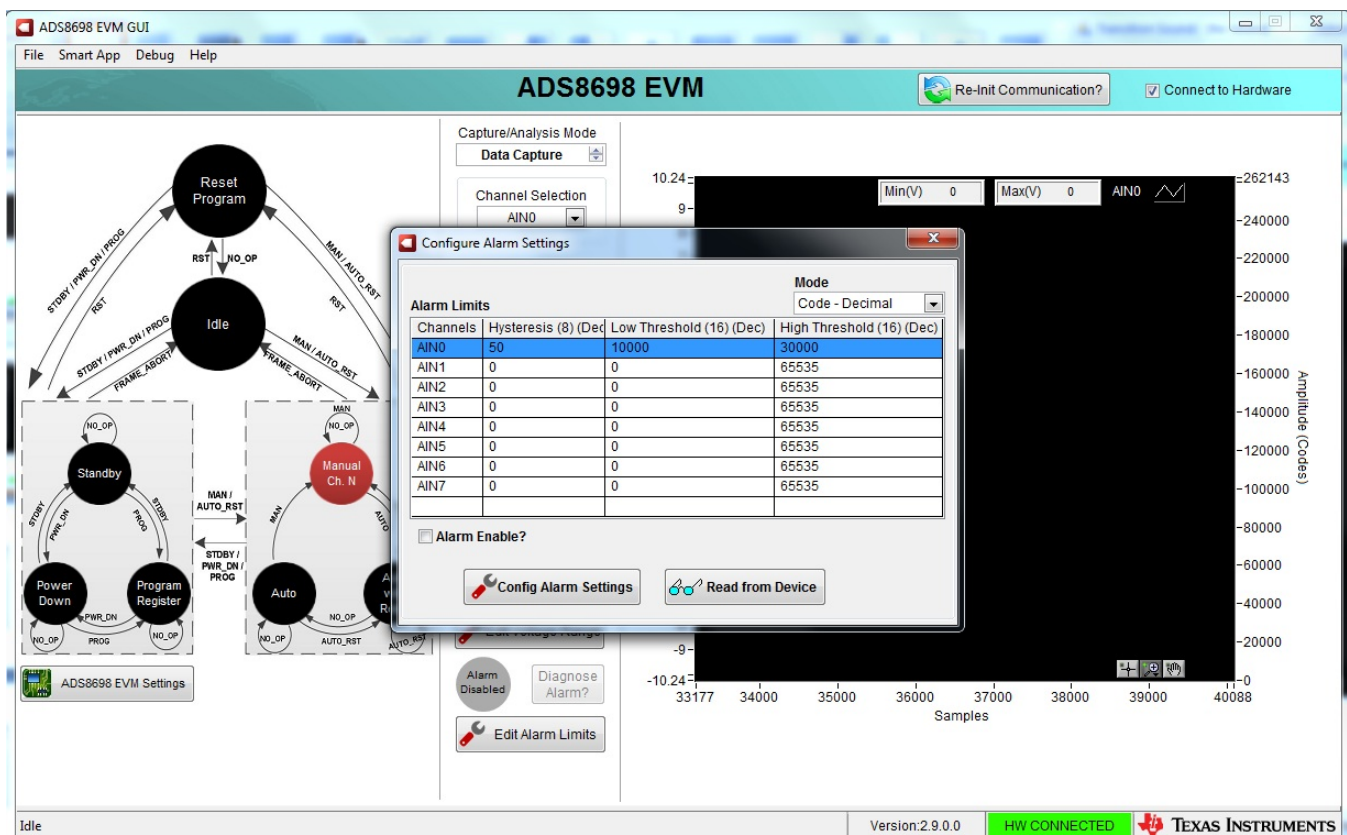 ADS8698 EVM GUI
File Smart App Debug Help
ADS8698 EVM
Re-Init Communication?
Connect to Hardware
Reset
Program
STDBY / PWR_DN / PROG
RST
RST
NO_OP
MAN / AUTO_RST
RST
Idle
STDBY / PWR_DN / PROG
FRAME_ABORT
MAN / AUTO_RST
FRAME_ABORT
NO_OP
Standby
STDBY
PWR_DN
PROG
STDBY
Power
Down
Program
Register
PWR_DN
PROG
NO_OP
NO_OP
MAN /
AUTO_RST
STDBY /
PWR_DN /
PROG
MAN
NO_OP
Manual
Ch. N
MAN
AUTO
Auto
NO_OP
AUTO_RST
NO_OP
AUTO_RST
ADS8698 EVM Settings
Capture/Analysis Mode
Data Capture
Channel Selection
AIN0
Configure Alarm Settings
Mode
Code - Decimal
Alarm Limits
Channels Hysteresis (8) (Dec Low Threshold (16) (Dec) High Threshold (16) (Dec)
AIN0 50 10000 30000
AIN1 0 0 65535
AIN2 0 0 65535
AIN3 0 0 65535
AIN4 0 0 65535
AIN5 0 0 65535
AIN6 0 0 65535
AIN7 0 0 65535
Alarm Enable?
Config Alarm Settings
Read from Device
Edit Voltage Range
Alarm
Disabled
Diagnose
Alarm?
Edit Alarm Limits
Min(V) 0
Max(V) 0
AIN0
10.24
9
-9
-10.24
262143
240000
220000
200000
180000
160000
140000
120000
100000
80000
60000
40000
20000
0
Amplitude (Codes)
33177 34000 35000 36000 37000 38000 39000 40088
Samples
Idle
Version:2.9.0.0
HW CONNECTED
TEXAS INSTRUMENTS